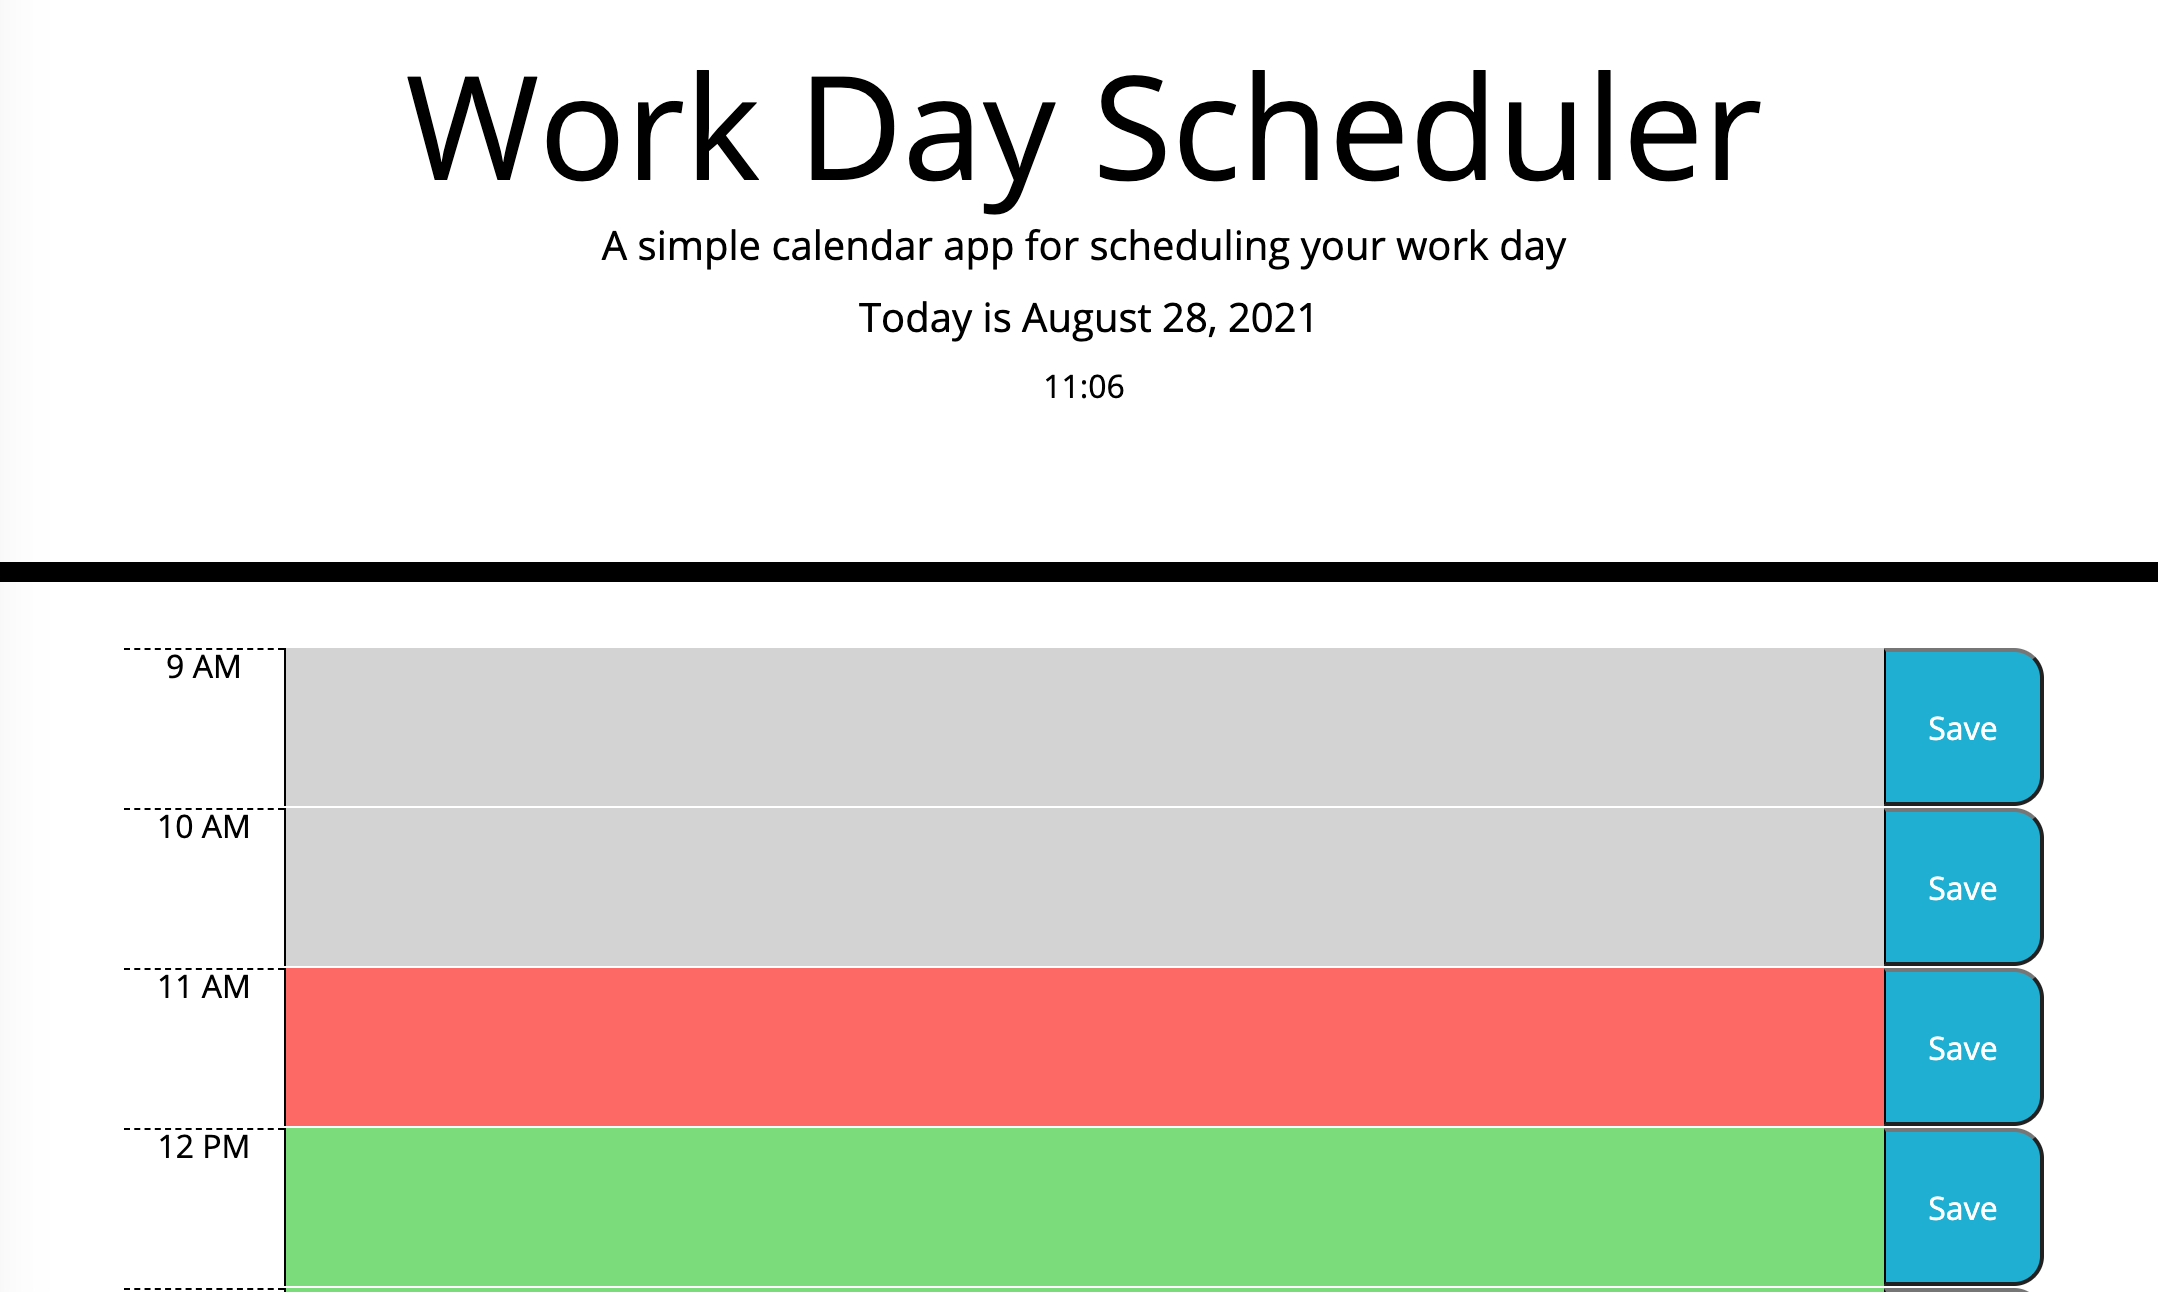 Work Day Scheduler
A simple calendar app for scheduling your work day
Today is August 28, 2021
11:06
9 AM
Save
10 AM
Save
11 AM
Save
12 PM
Save